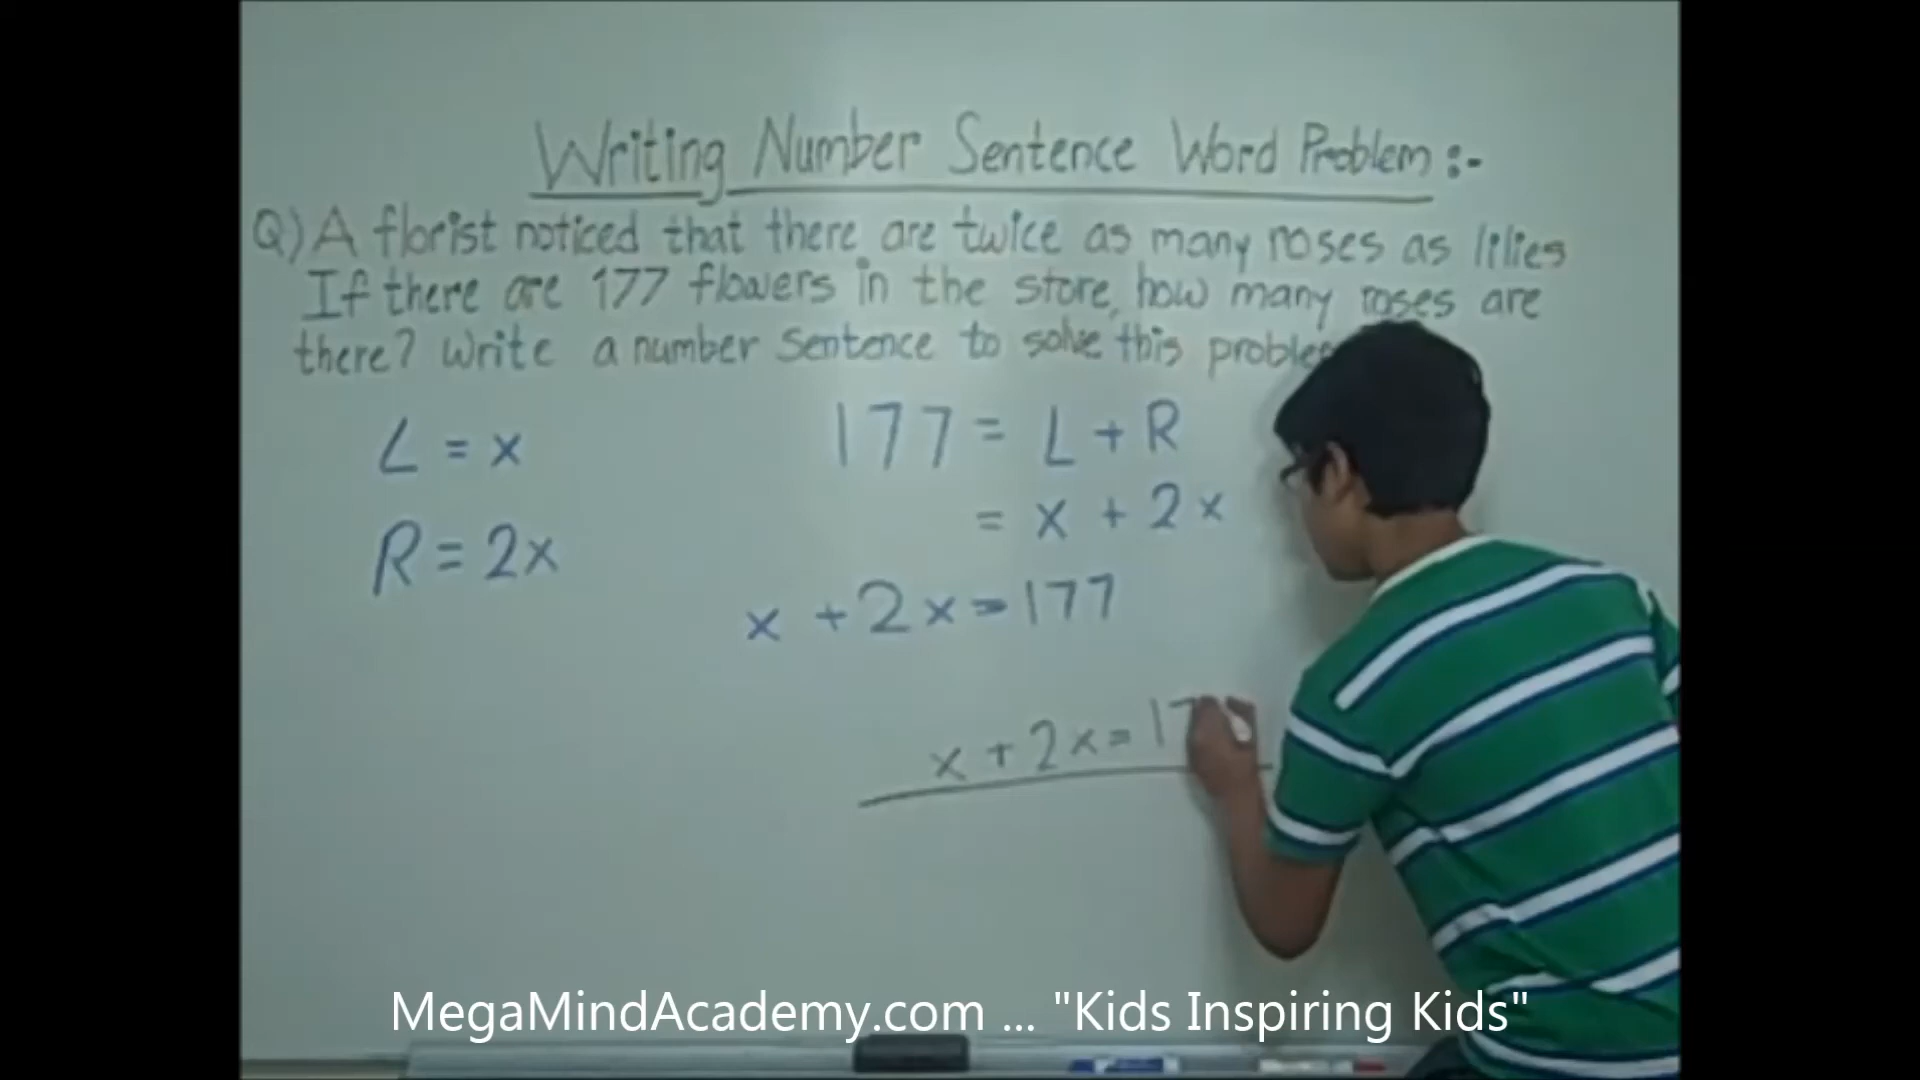 Writing Number Sentence Word Problem :-
Q) A florist noticed that there are twice as many roses as lilies
If there are 177 flowers in the store, how many roses are
there? Write a number sentence to solve this
L = x
R = 2x
177 = L + R
= x + 2x
x + 2x = 177
x + 2x = 17
MegaMindAcademy.com ... "Kids Inspiring Kids"